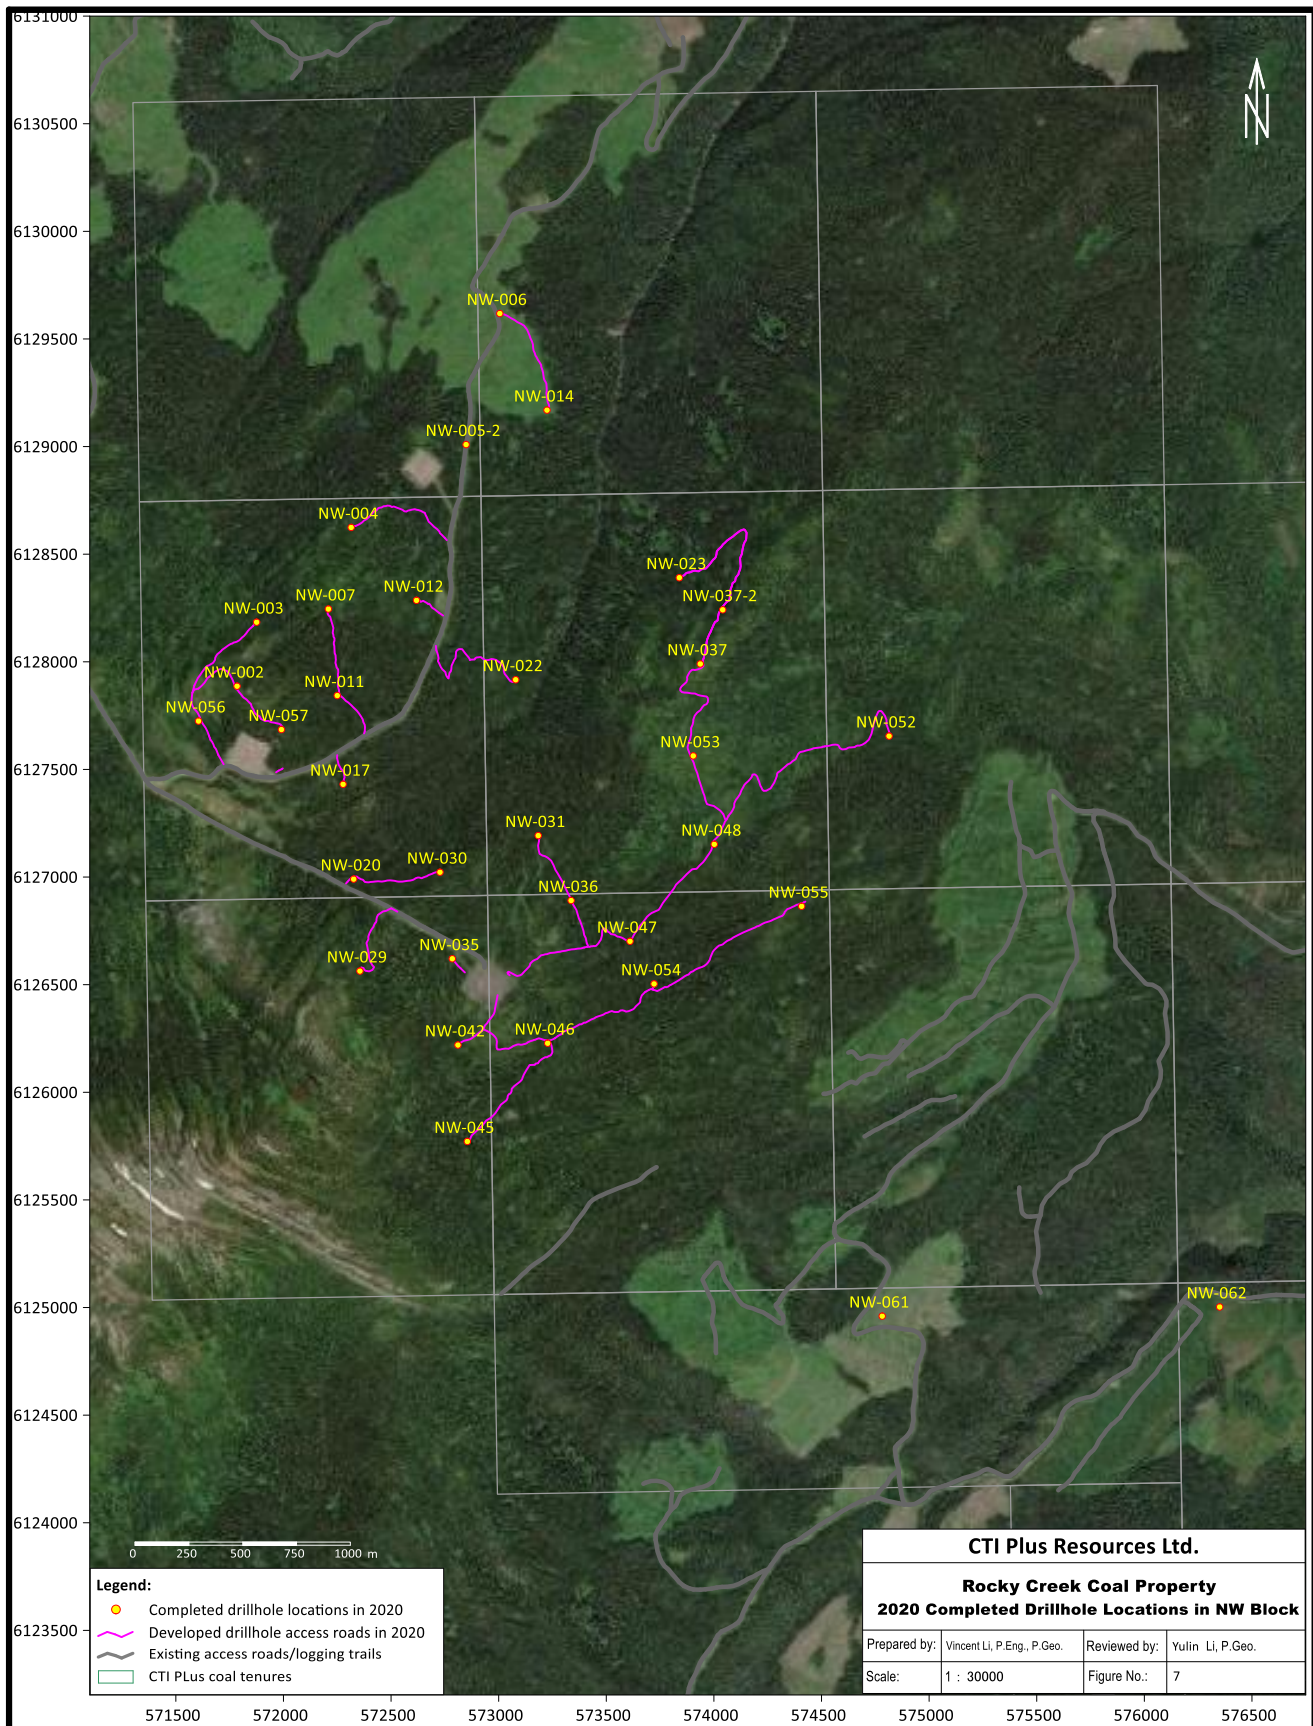 6131000
6130500
6130000
6129500
6129000
6128500
6128000
6127500
6127000
6126500
6126000
6125500
6125000
6124500
6124000
6123500
N
NW-006
NW-014
NW-005-2
NW-004
NW-023
NW-012
NW-037-2
NW-007
NW-003
NW-037
NW-022
NW-002
NW-011
NW-056
NW-057
NW-052
NW-053
NW-017
NW-031
NW-048
NW-030
NW-020
NW-036
NW-055
NW-047
NW-035
NW-029
NW-054
NW-042
NW-046
NW-045
NW-061
NW-062
0 250 500 750 1000 m
Legend:
Completed drillhole locations in 2020
Developed drillhole access roads in 2020
Existing access roads/logging trails
CTI PLus coal tenures
CTI Plus Resources Ltd.
Rocky Creek Coal Property
2020 Completed Drillhole Locations in NW Block
Prepared by: Vincent Li, P.Eng., P.Geo. Reviewed by: Yulin Li, P.Geo.
Scale: 1 : 30000 Figure No.: 7
571500 572000 572500 573000 573500 574000 574500 575000 575500 576000 576500